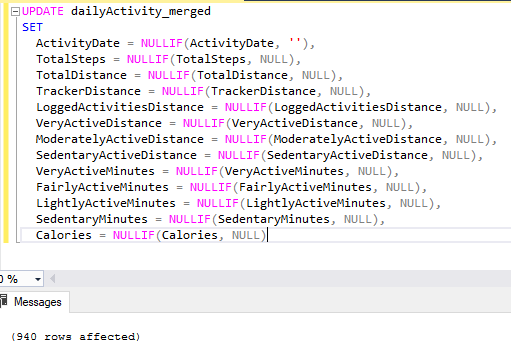 UPDATE dailyActivity_merged
SET
ActivityDate = NULLIF(ActivityDate, ''),
TotalSteps = NULLIF(TotalSteps, NULL),
TotalDistance = NULLIF(TotalDistance, NULL),
TrackerDistance = NULLIF(TrackerDistance, NULL),
LoggedActivitiesDistance = NULLIF(LoggedActivitiesDistance, NULL),
VeryActiveDistance = NULLIF(VeryActiveDistance, NULL),
ModeratelyActiveDistance = NULLIF(ModeratelyActiveDistance, NULL),
SedentaryActiveDistance = NULLIF(SedentaryActiveDistance, NULL),
VeryActiveMinutes = NULLIF(VeryActiveMinutes, NULL),
FairlyActiveMinutes = NULLIF(FairlyActiveMinutes, NULL),
LightlyActiveMinutes = NULLIF(LightlyActiveMinutes, NULL),
SedentaryMinutes = NULLIF(SedentaryMinutes, NULL),
Calories = NULLIF(Calories, NULL)
0 %
Messages
(940 rows affected)